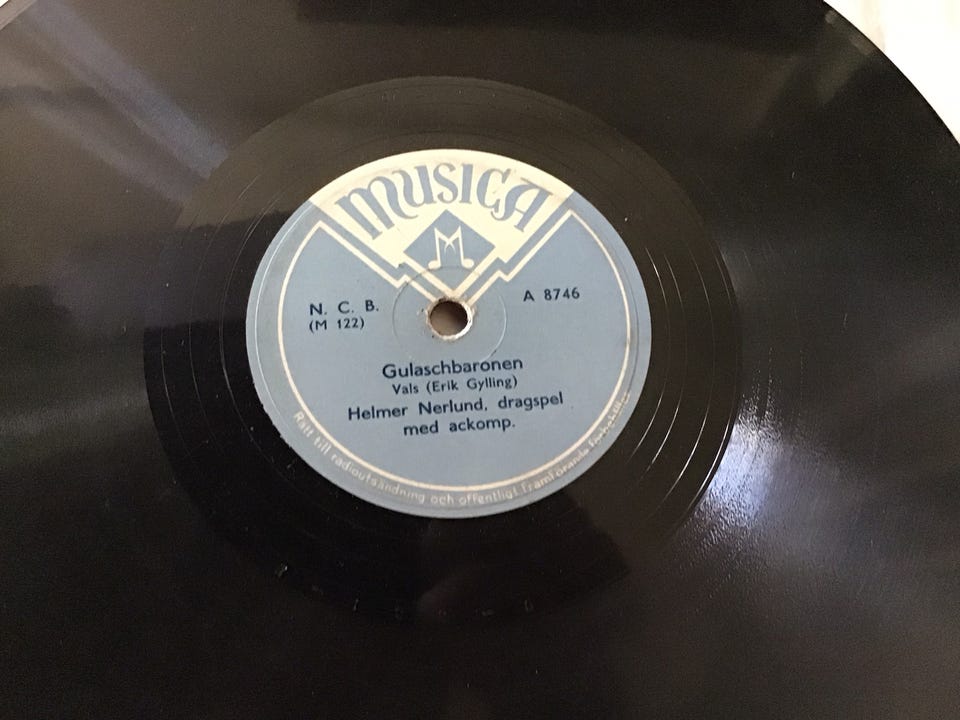 MUSICA
M
N. C. B.
(M 122)
A 8746
Gulaschbaronen
Vals (Erik Gylling)
Helmer Nerlund, dragspel
med ackomp.
Rätt till radioutsändning och offentligt framförande förbehålles